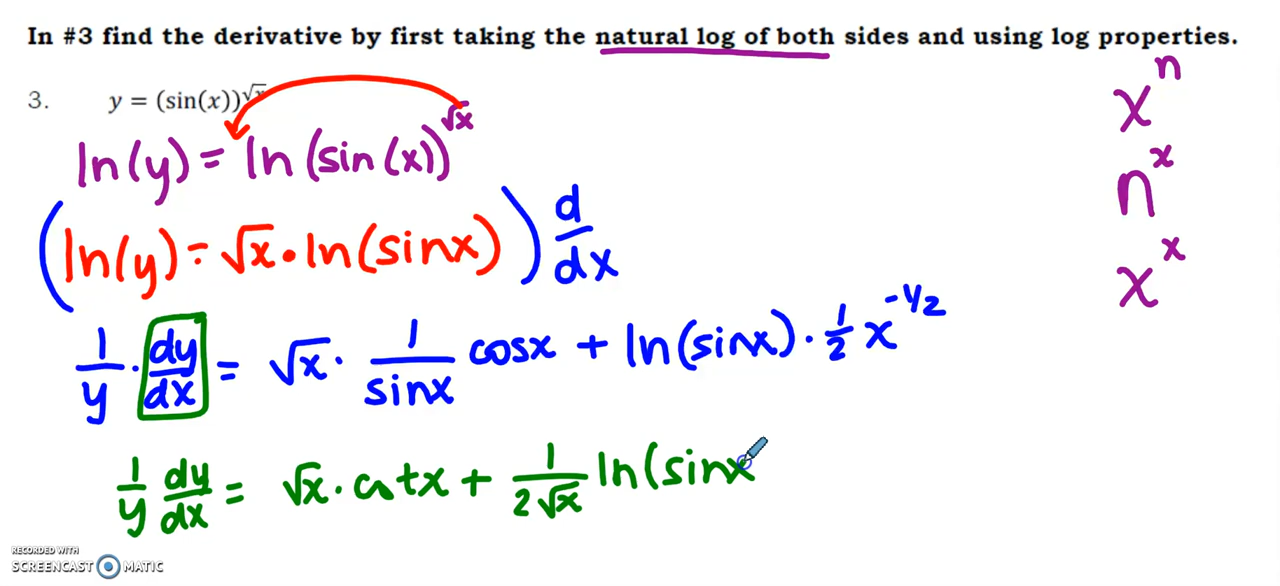 In #3 find the derivative by first taking the natural log of both sides and using log properties.
3. y = (sin(x))^√x
ln(y) = ln(sin(x))^√x
(ln(y) = √x • ln(sinx)) d/dx
1/y · dy/dx = √x · 1/sinx cosx + ln(sinx) · 1/2 x^-1/2
1/y dy/dx = √x · cotx + 1/2√x ln(sinx
x^n
n^x
x^x
RECORDED WITH
SCREENCAST MATIC